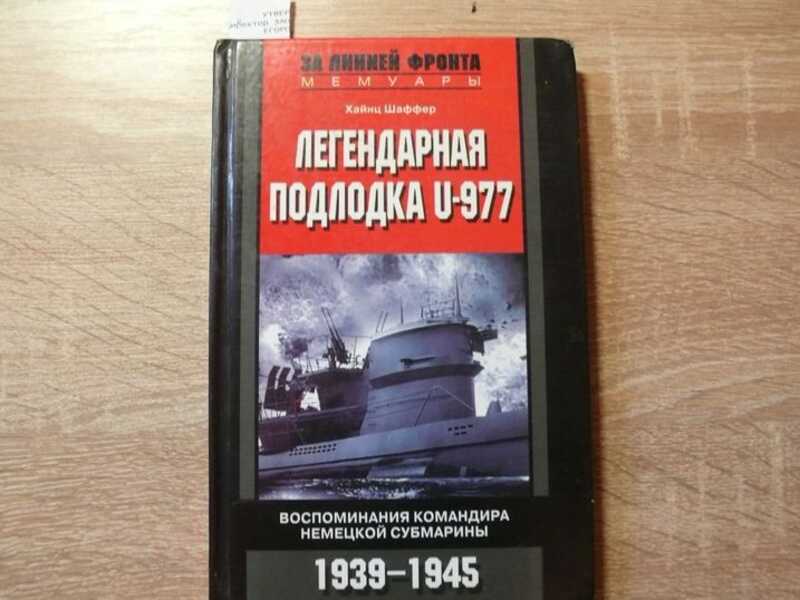 ЗА ЛИНИЕЙ ФРОНТА
МЕМУАРЫ
Хайнц Шаффер
ЛЕГЕНДАРНАЯ
ПОДЛОДКА U-977
ВОСПОМИНАНИЯ КОМАНДИРА
НЕМЕЦКОЙ СУБМАРИНЫ
1939–1945